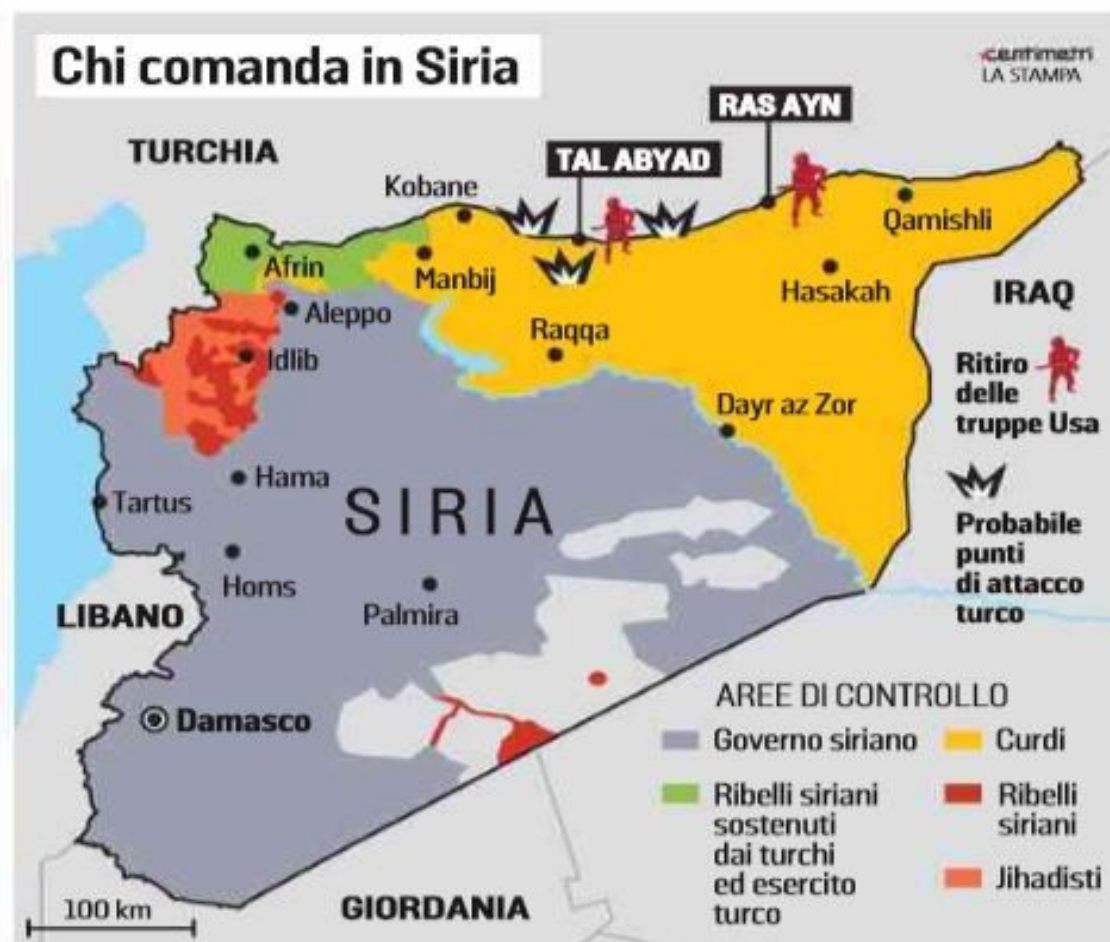 Chi comanda in Siria
centimetri
LA STAMPA
TURCHIA
RAS AYN
TAL ABYAD
Kobane
Qamishli
Afrin
Manbij
Hasakah
IRAQ
Aleppo
Raqqa
Idlib
Ritiro
delle
truppe Usa
Dayr az Zor
Hama
Tartus
SIRIA
Probabile
punti
di attacco
turco
Homs
Palmira
LIBANO
Damasco
AREE DI CONTROLLO
Governo siriano
Curdi
Ribelli siriani
sostenuti
dai turchi
ed esercito
turco
Ribelli
siriani
Jihadisti
100 km
GIORDANIA